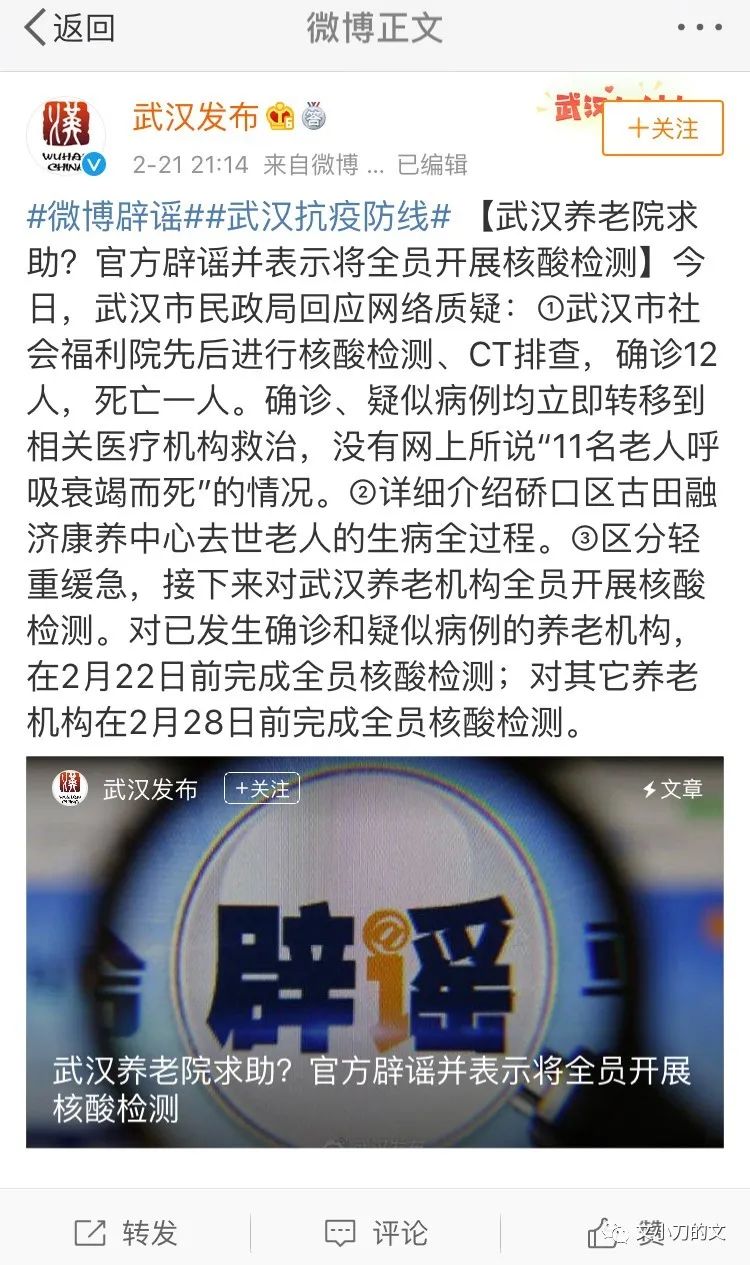 返回
微博正文
武汉发布
WUHAN
CHINA
+关注
2-21 21:14 来自微博 ... 已编辑
#微博辟谣##武汉抗疫防线# 【武汉养老院求
助？官方辟谣并表示将全员开展核酸检测】今
日，武汉市民政局回应网络质疑：①武汉市社
会福利院先后进行核酸检测、CT排查，确诊12
人，死亡一人。确诊、疑似病例均立即转移到
相关医疗机构救治，没有网上所说“11名老人呼
吸衰竭而死”的情况。②详细介绍硚口区古田融
济康养中心去世老人的生病全过程。③区分轻
重缓急，接下来对武汉养老机构全员开展核酸
检测。对已发生确诊和疑似病例的养老机构，
在2月22日前完成全员核酸检测；对其它养老
机构在2月28日前完成全员核酸检测。
武汉发布
+关注
文章
辟@谣
武汉养老院求助？官方辟谣并表示将全员开展
核酸检测
武汉发布
转发
评论
赞
文小刀的文